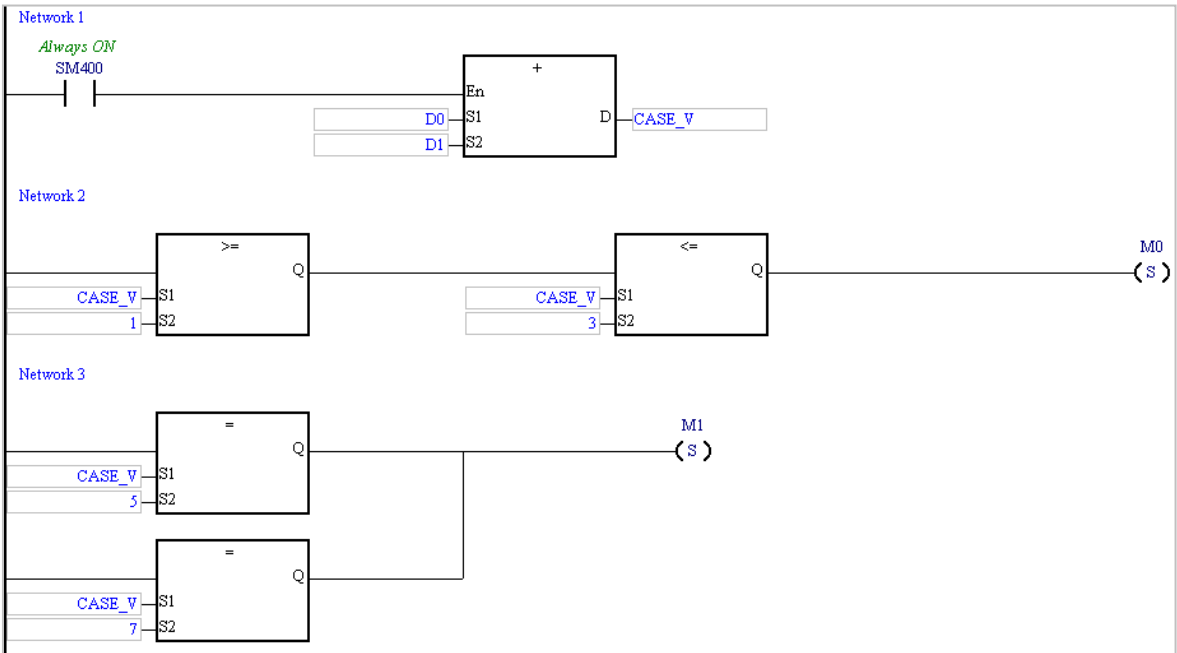 Network 1
Always ON
SM400
+
En
D0 S1 D CASE_V
D1 S2
Network 2
>= <= M0
Q Q ( S )
CASE_V S1 CASE_V S1
1 S2 3 S2
Network 3
= M1
Q ( S )
CASE_V S1
5 S2
=
Q
CASE_V S1
7 S2